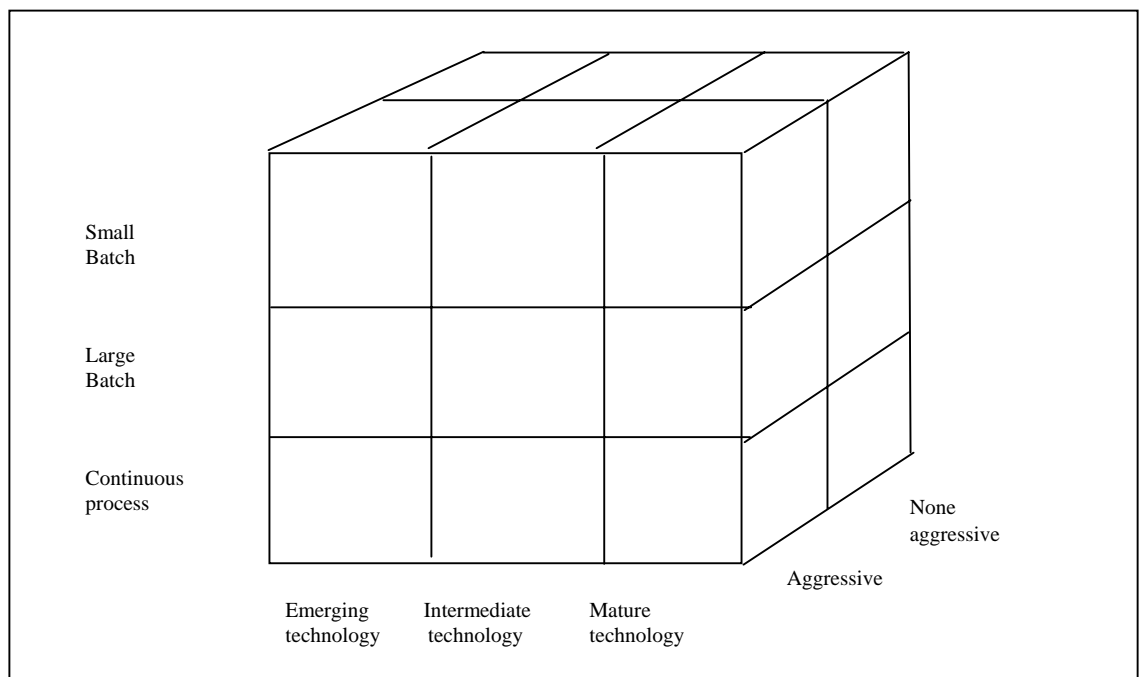 Small
Batch
Large
Batch
Continuous
process
None
aggressive
Aggressive
Emerging
technology
Intermediate
technology
Mature
technology